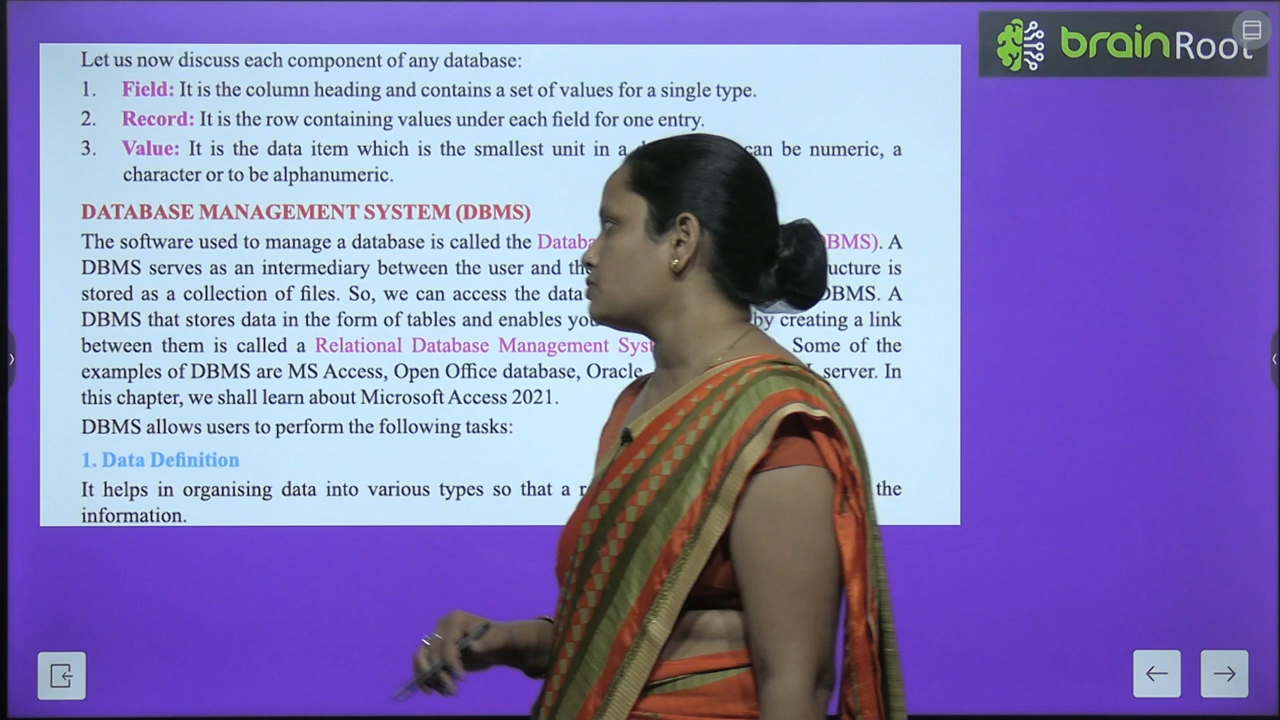 brainRoot
Let us now discuss each component of any database:
1. Field: It is the column heading and contains a set of values for a single type.
2. Record: It is the row containing values under each field for one entry.
3. Value: It is the data item which is the smallest unit in a can be numeric, a
character or to be alphanumeric.
DATABASE MANAGEMENT SYSTEM (DBMS)
The software used to manage a database is called the DBMS). A
DBMS serves as an intermediary between the user and is
stored as a collection of files. So, we can access the data DBMS. A
DBMS that stores data in the form of tables and enables by creating a link
between them is called a Relational Database Management Some of the
examples of DBMS are MS Access, Open Office database, Oracle server. In
this chapter, we shall learn about Microsoft Access 2021.
DBMS allows users to perform the following tasks:
1. Data Definition
It helps in organising data into various types so that a the
information.